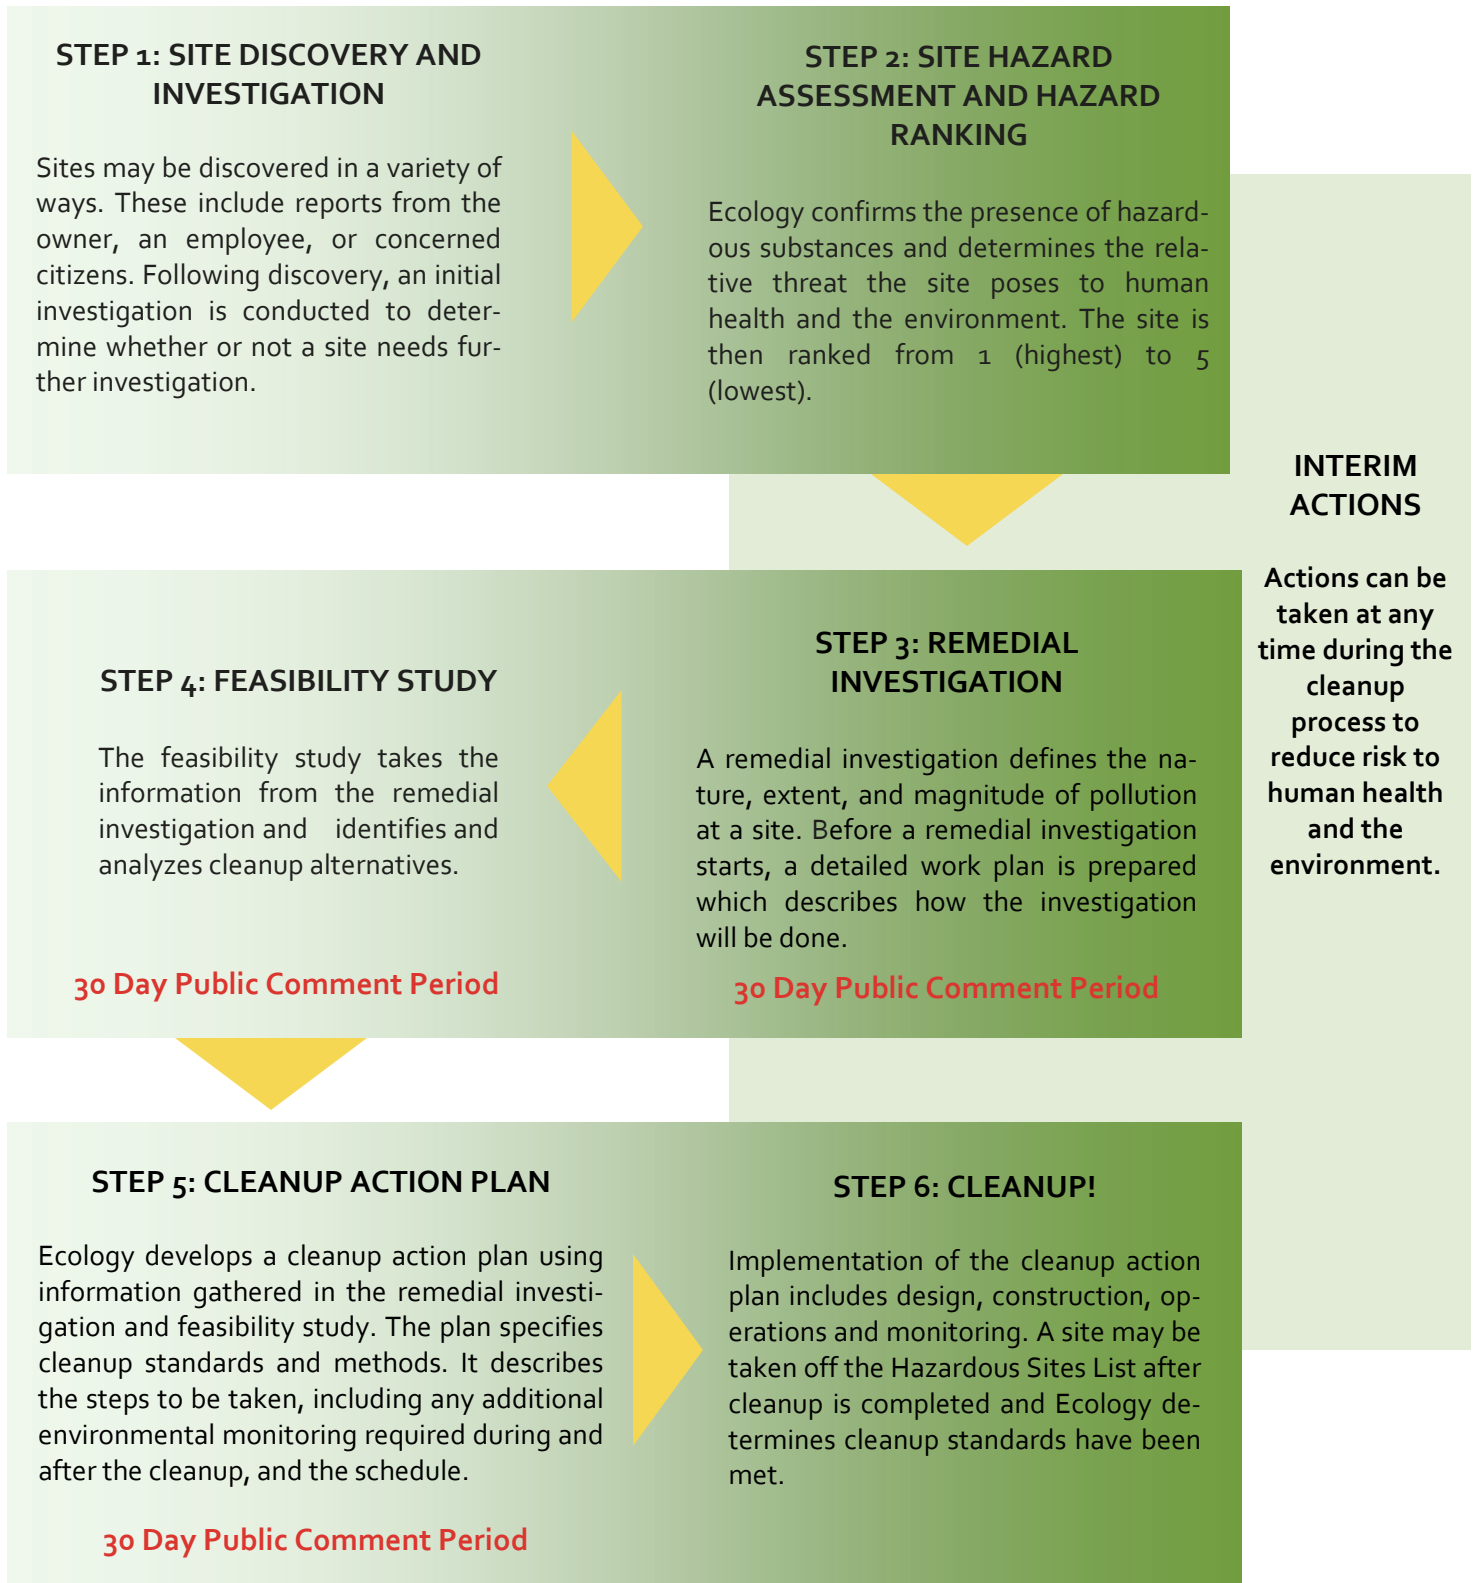 STEP 1: SITE DISCOVERY AND
INVESTIGATION
Sites may be discovered in a variety of
ways. These include reports from the
owner, an employee, or concerned
citizens. Following discovery, an initial
investigation is conducted to deter-
mine whether or not a site needs fur-
ther investigation.
STEP 2: SITE HAZARD
ASSESSMENT AND HAZARD
RANKING
Ecology confirms the presence of hazard-
ous substances and determines the rela-
tive threat the site poses to human
health and the environment. The site is
then ranked from 1 (highest) to 5
(lowest).
STEP 3: REMEDIAL
INVESTIGATION
A remedial investigation defines the na-
ture, extent, and magnitude of pollution
at a site. Before a remedial investigation
starts, a detailed work plan is prepared
which describes how the investigation
will be done.
30 Day Public Comment Period
STEP 4: FEASIBILITY STUDY
The feasibility study takes the
information from the remedial
investigation and identifies and
analyzes cleanup alternatives.
30 Day Public Comment Period
STEP 5: CLEANUP ACTION PLAN
Ecology develops a cleanup action plan using
information gathered in the remedial investi-
gation and feasibility study. The plan specifies
cleanup standards and methods. It describes
the steps to be taken, including any additional
environmental monitoring required during and
after the cleanup, and the schedule.
30 Day Public Comment Period
STEP 6: CLEANUP!
Implementation of the cleanup action
plan includes design, construction, op-
erations and monitoring. A site may be
taken off the Hazardous Sites List after
cleanup is completed and Ecology de-
termines cleanup standards have been
met.
INTERIM
ACTIONS
Actions can be
taken at any
time during the
cleanup
process to
reduce risk to
human health
and the
environment.